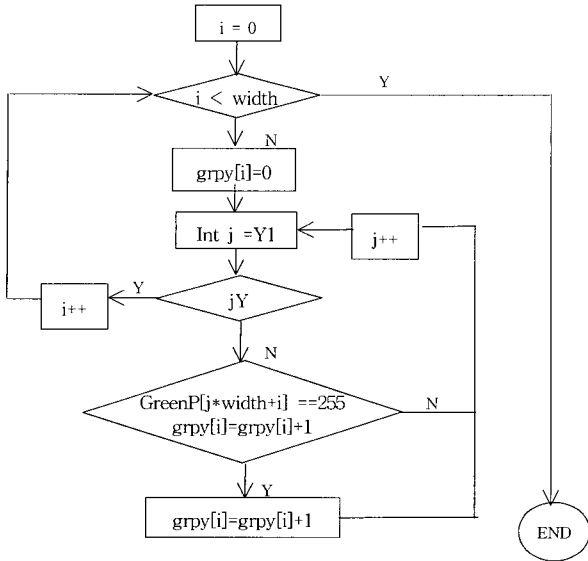 i = 0
i < width
Y
N
grpy[i]=0
Int j =Y1
j++
Y
i++
jY
N
GreenP[j*width+i] ==255
grpy[i]=grpy[i]+1
N
Y
grpy[i]=grpy[i]+1
END